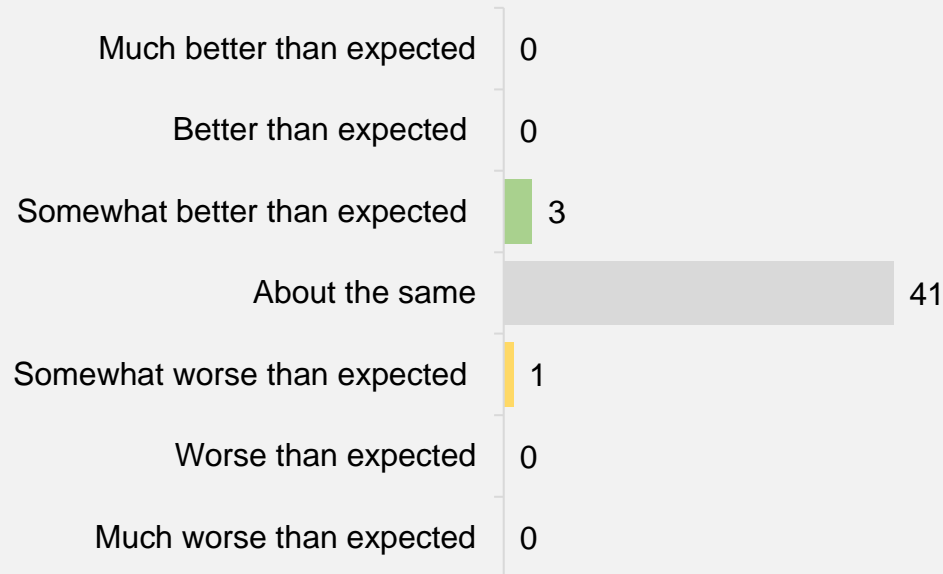 Much better than expected 0
Better than expected 0
Somewhat better than expected 3
About the same 41
Somewhat worse than expected 1
Worse than expected 0
Much worse than expected 0